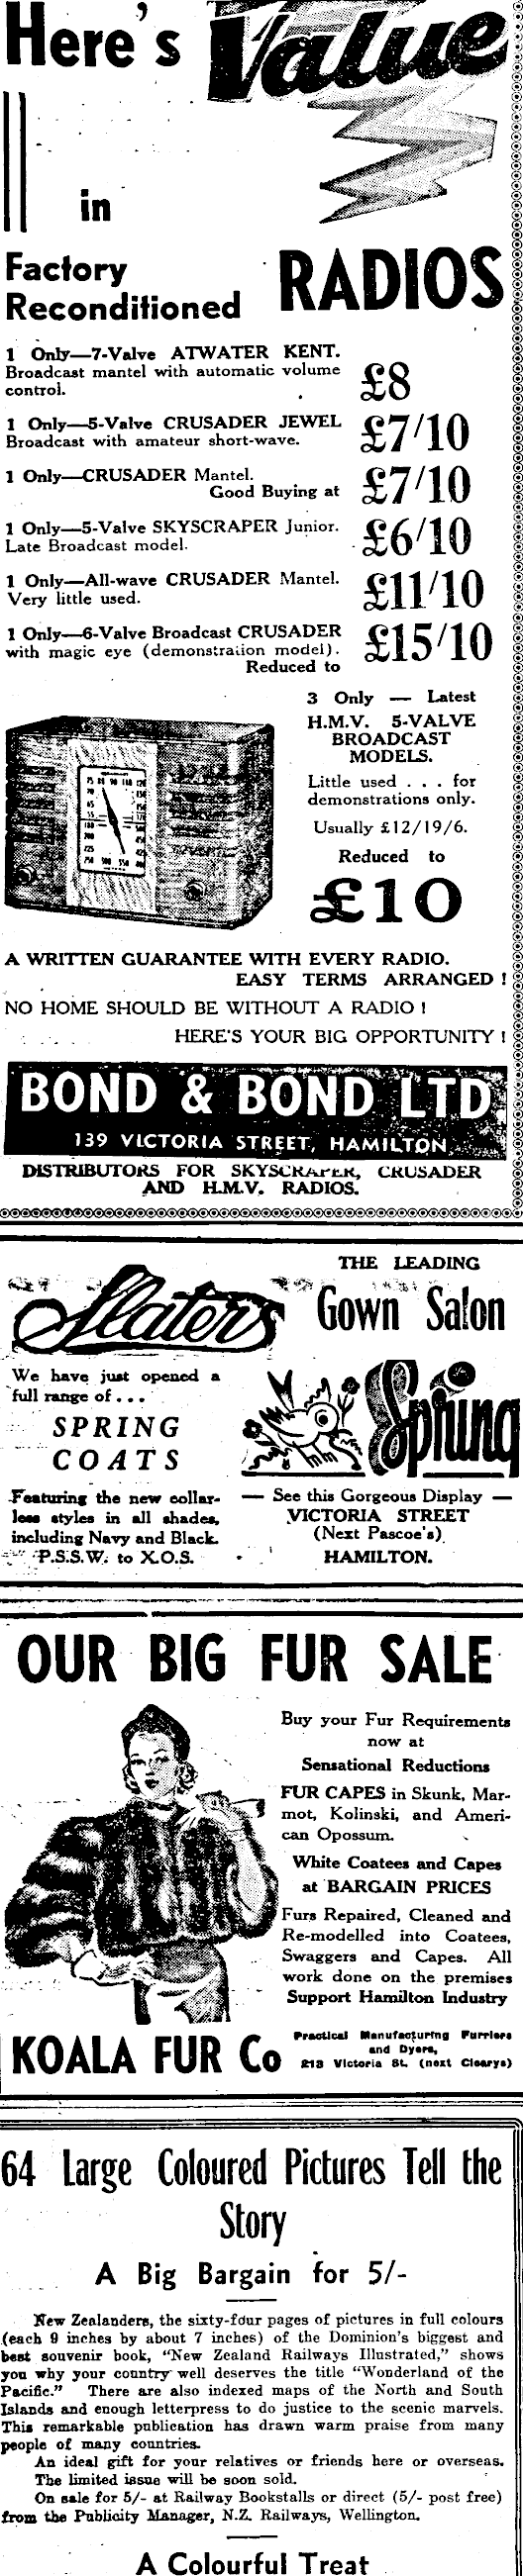 Here's Value
in
Factory
Reconditioned
RADIOS
1 Only—7-Valve ATWATER KENT.
Broadcast mantel with automatic volume
control.
£8
1 Only—5-Valve CRUSADER JEWEL
Broadcast with amateur short-wave.
£7/10
1 Only—CRUSADER Mantel.
Good Buying at
£7/10
1 Only—5-Valve SKYSCRAPER Junior.
Late Broadcast model.
£6/10
1 Only—All-wave CRUSADER Mantel.
Very little used.
£11/10
1 Only—6-Valve Broadcast CRUSADER
with magic eye (demonstration model).
Reduced to
£15/10
3 Only — Latest
H.M.V. 5-VALVE
BROADCAST
MODELS.
Little used . . . for
demonstrations only.
Usually £12/19/6.
Reduced to
£10
A WRITTEN GUARANTEE WITH EVERY RADIO.
EASY TERMS ARRANGED !
NO HOME SHOULD BE WITHOUT A RADIO !
HERE'S YOUR BIG OPPORTUNITY !
BOND & BOND LTD
139 VICTORIA STREET, HAMILTON,
DISTRIBUTORS FOR SKYSCRAPER, CRUSADER
AND H.M.V. RADIOS.
Slaters
THE LEADING
Gown Salon
We have just opened a
full range of . . .
SPRING
COATS
Featuring the new collar-
less styles in all shades,
including Navy and Black.
P.S.S.W. to X.O.S.
Spring
— See this Gorgeous Display —
VICTORIA STREET
(Next Pascoe's)
HAMILTON.
OUR BIG FUR SALE
Buy your Fur Requirements
now at
Sensational Reductions
FUR CAPES in Skunk, Mar-
mot, Kolinski, and Ameri-
can Opossum.
White Coatees and Capes
at BARGAIN PRICES
Furs Repaired, Cleaned and
Re-modelled into Coatees,
Swaggers and Capes. All
work done on the premises
Support Hamilton Industry
KOALA FUR Co
Practical Manufacturing Furriers
and Dyers,
213 Victoria St. (next Clearys)
64 Large Coloured Pictures Tell the
Story
A Big Bargain for 5/-
New Zealanders, the sixty-four pages of pictures in full colours
(each 9 inches by about 7 inches) of the Dominion's biggest and
best souvenir book, "New Zealand Railways Illustrated," shows
you why your country well deserves the title "Wonderland of the
Pacific." There are also indexed maps of the North and South
Islands and enough letterpress to do justice to the scenic marvels.
This remarkable publication has drawn warm praise from many
people of many countries.
An ideal gift for your relatives or friends here or overseas.
The limited issue will be soon sold.
On sale for 5/- at Railway Bookstalls or direct (5/- post free)
from the Publicity Manager, N.Z. Railways, Wellington.
A Colourful Treat